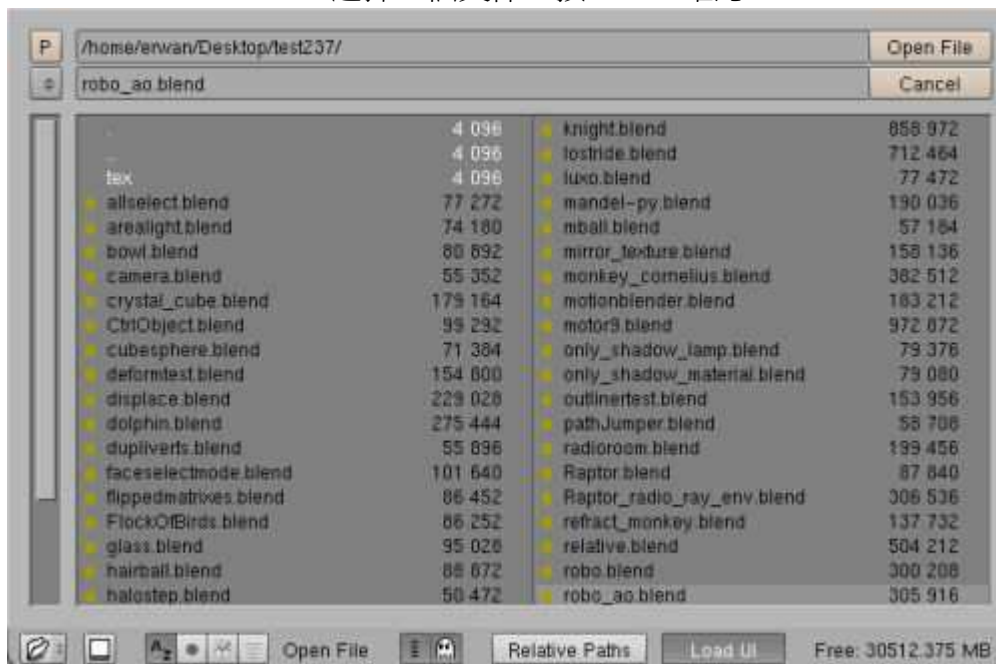 P /home/erwan/Desktop/test237/ Open File
robo_ao.blend Cancel
. 4 096
.. 4 096
tex 4 096
allselect.blend 77 272
arealight.blend 74 180
bowl.blend 80 892
camera.blend 55 352
crystal_cube.blend 179 164
CtrlObject.blend 99 292
cubesphere.blend 71 384
deformtest.blend 154 800
displace.blend 229 028
dolphin.blend 275 444
dupliverts.blend 55 896
faceselectmode.blend 101 640
flippedmatrixes.blend 86 452
FlockOfBirds.blend 86 252
glass.blend 95 028
hairball.blend 88 672
halostep.blend 50 472
knight.blend 858 972
lostride.blend 712 464
luxo.blend 77 472
mandel-py.blend 190 036
mball.blend 57 184
mirror_texture.blend 158 136
monkey_cornelius.blend 382 512
motionblender.blend 183 212
motor9.blend 972 872
only_shadow_lamp.blend 79 376
only_shadow_material.blend 79 080
outlinertest.blend 153 956
pathJumper.blend 58 708
radioroom.blend 199 456
Raptor.blend 87 840
Raptor_radio_ray_env.blend 306 536
refract_monkey.blend 137 732
relative.blend 504 212
robo.blend 300 208
robo_ao.blend 305 916
Open File Relative Paths Load UI Free: 30512.375 MB